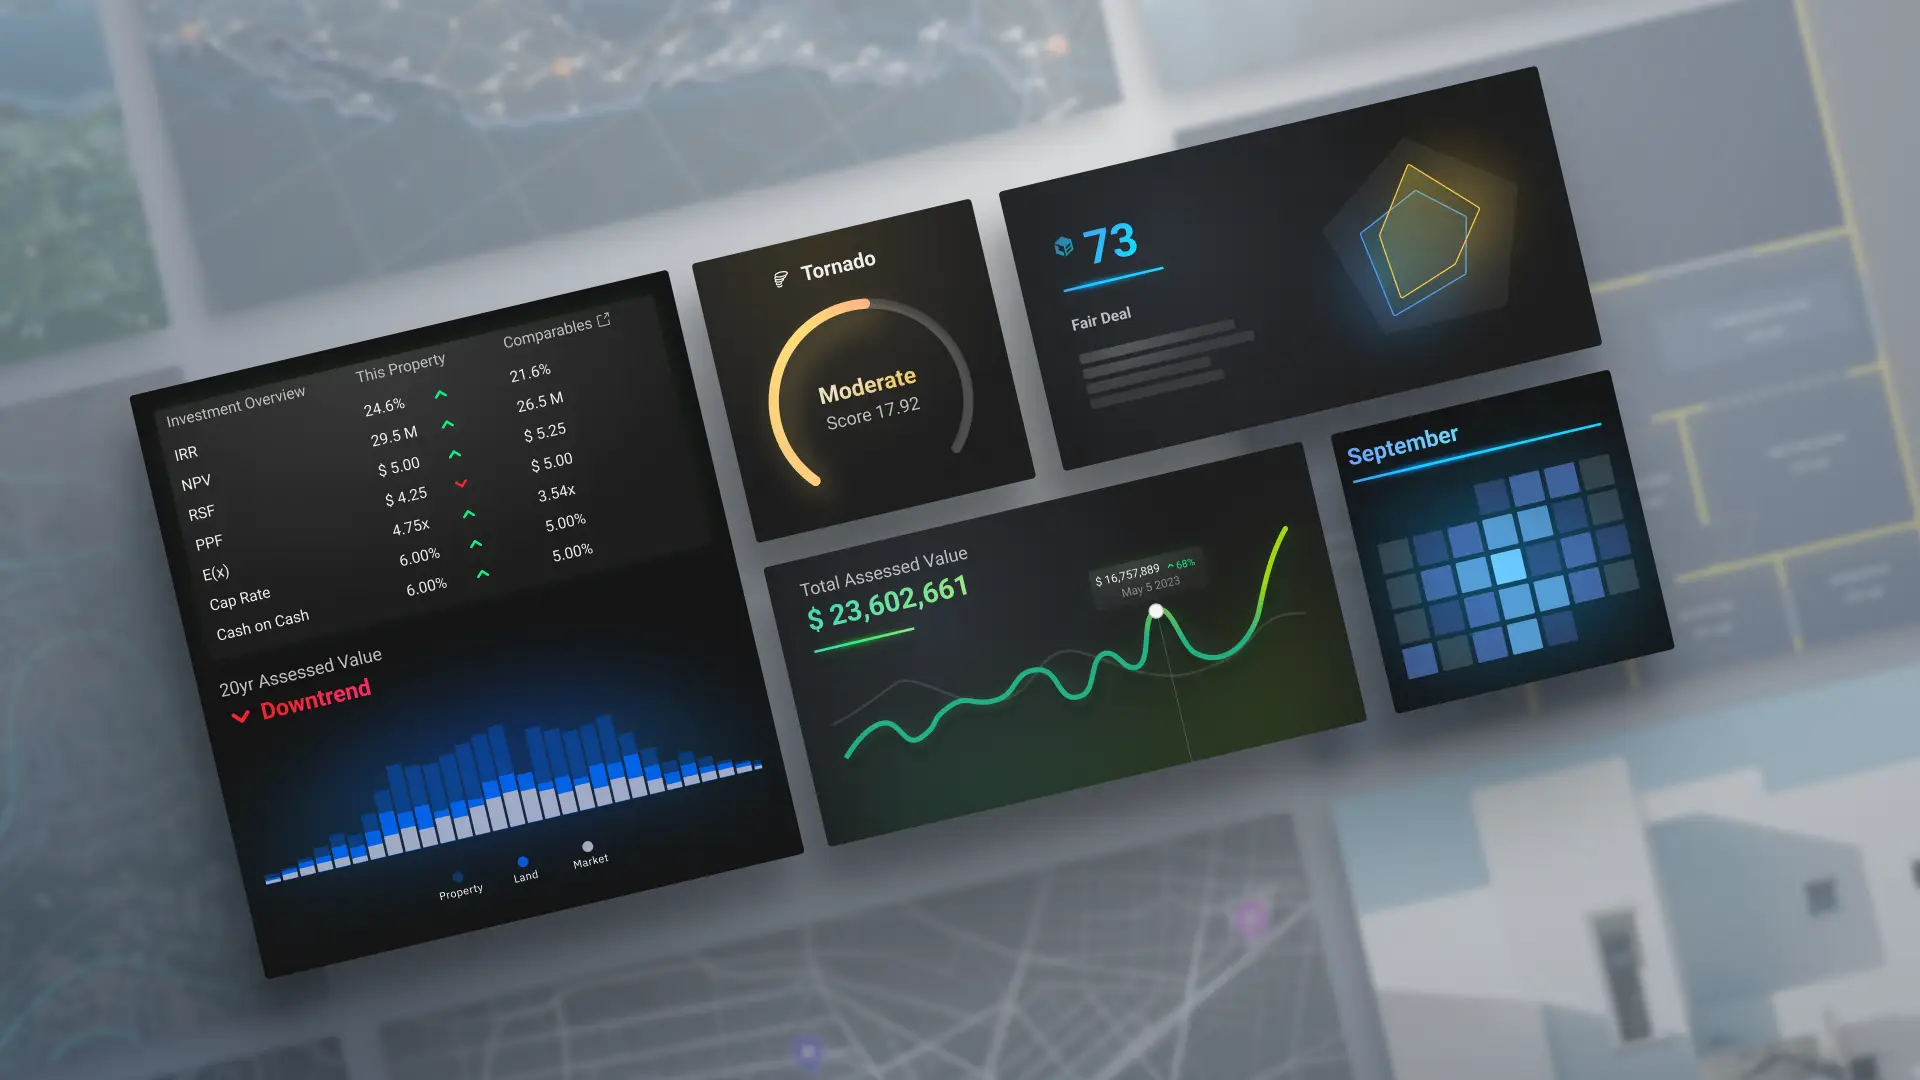 Investment Overview This Property Comparables
IRR 24.6% 21.6%
NPV 29.5 M 26.5 M
RSF $ 5.00 $ 5.25
PPF $ 4.25 $ 5.00
E(x) 4.75x 3.54x
Cap Rate 6.00% 5.00%
Cash on Cash 6.00% 5.00%
20yr Assessed Value
Downtrend
Property Land Market
Tornado
Moderate
Score 17.92
73
Fair Deal
Total Assessed Value
$ 23,602,661
$ 16,757,889 68%
May 5 2023
September